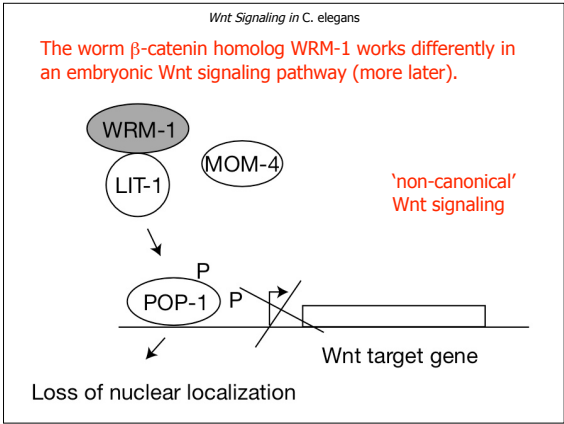 Wnt Signaling in C. elegans
The worm β-catenin homolog WRM-1 works differently in
an embryonic Wnt signaling pathway (more later).
WRM-1
MOM-4
LIT-1
‘non-canonical’
Wnt signaling
P
POP-1
P
Wnt target gene
Loss of nuclear localization